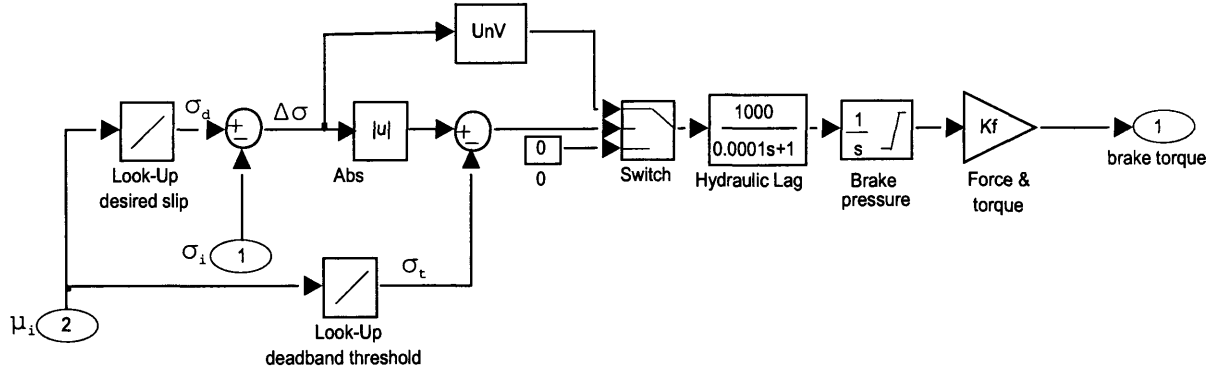 UnV
σd
+
−
Δσ
|u|
+
−
0
1000
0.0001s+1
1
s
Kf
1
Look-Up
desired slip
Abs
0
Switch
Hydraulic Lag
Brake
pressure
Force &
torque
brake torque
σi
1
σt
μi
2
Look-Up
deadband threshold